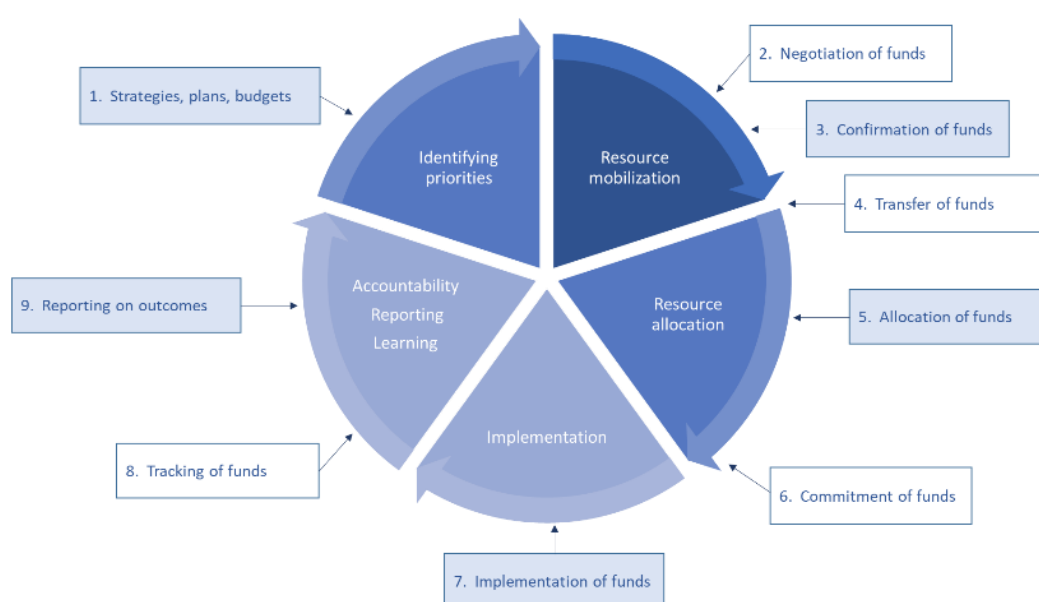 1. Strategies, plans, budgets
2. Negotiation of funds
3. Confirmation of funds
4. Transfer of funds
5. Allocation of funds
6. Commitment of funds
7. Implementation of funds
8. Tracking of funds
9. Reporting on outcomes
Identifying
priorities
Resource
mobilization
Resource
allocation
Implementation
Accountability
Reporting
Learning